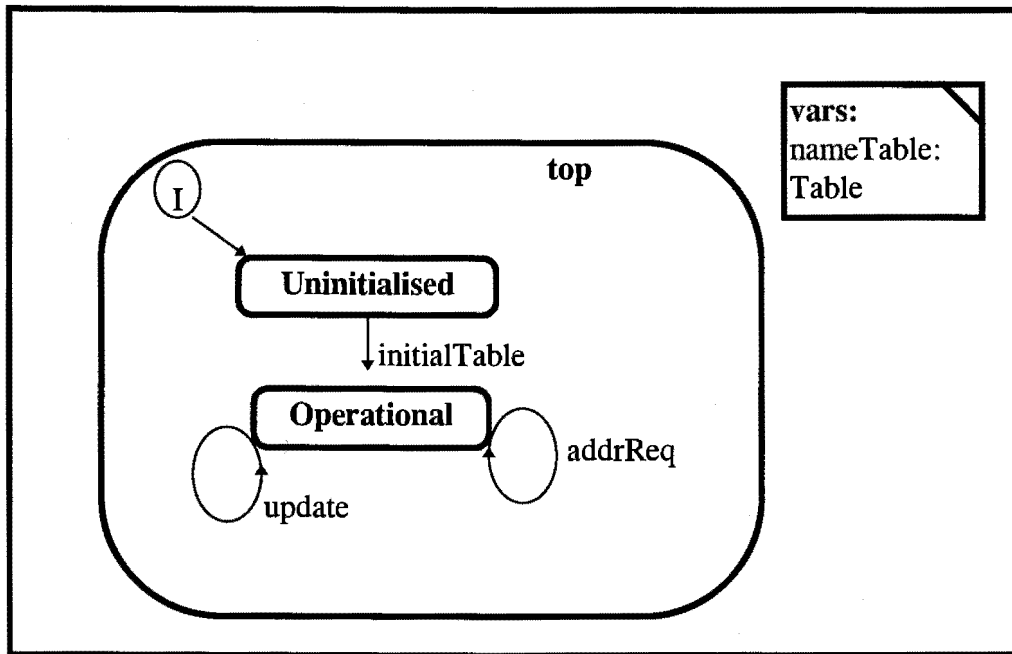 vars:
nameTable:
Table
top
I
Uninitialised
initialTable
Operational
addrReq
update